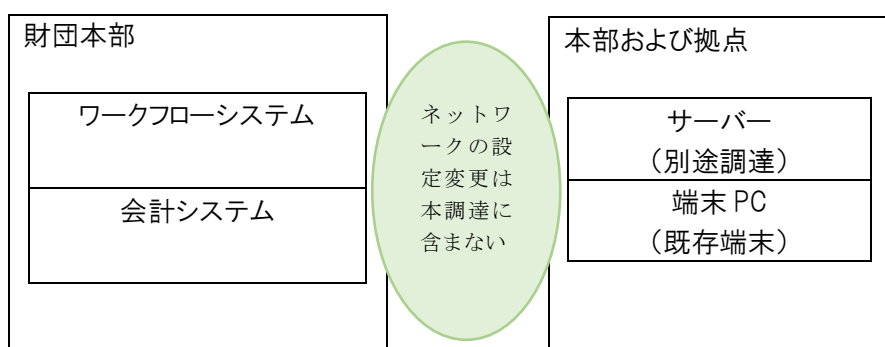 財団本部
ワークフローシステム
会計システム
ネットワ
ークの設
定変更は
本調達に
含まない
本部および拠点
サーバー
（別途調達）
端末 PC
（既存端末）